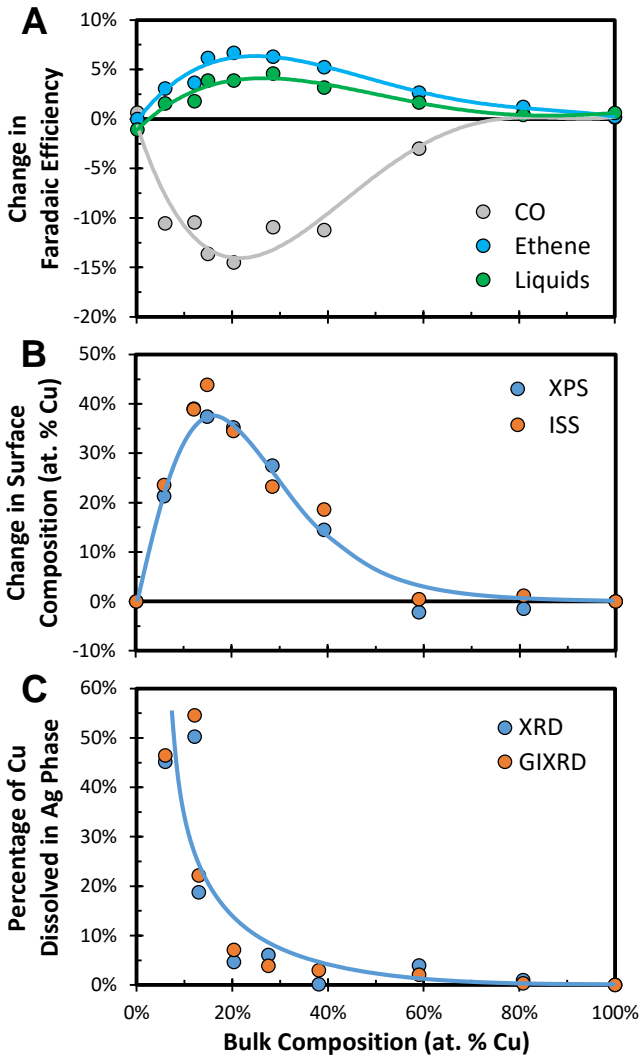 A
Change in
Faradaic Efficiency
10%
5%
0%
-5%
-10%
-15%
-20%
CO
Ethene
Liquids
B
Change in Surface
Composition (at. % Cu)
50%
40%
30%
20%
10%
0%
-10%
XPS
ISS
C
Percentage of Cu
Dissolved in Ag Phase
60%
50%
40%
30%
20%
10%
0%
XRD
GIXRD
0%
20%
40%
60%
80%
100%
Bulk Composition (at. % Cu)